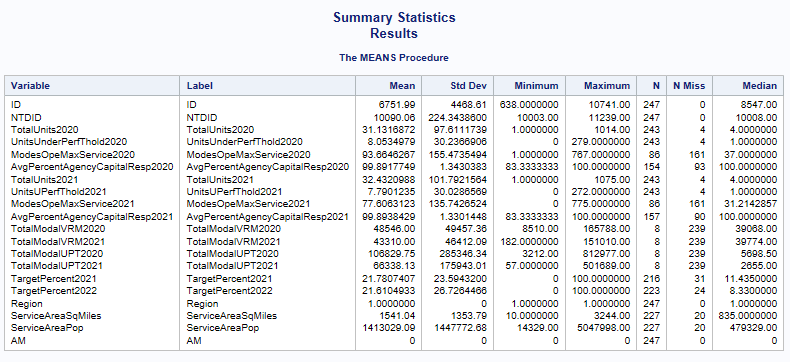 Summary Statistics
Results
The MEANS Procedure
Variable Label Mean Std Dev Minimum Maximum N N Miss Median
ID ID 6751.99 4468.61 638.0000000 10741.00 247 0 8547.00
NTDID NTDID 10090.06 224.3438600 10003.00 11239.00 247 0 10008.00
TotalUnits2020 TotalUnits2020 31.1316872 97.6111739 1.0000000 1014.00 243 4 4.0000000
UnitsUnderPerfThold2020 UnitsUnderPerfThold2020 8.0534979 30.2366906 0 279.0000000 243 4 1.0000000
ModesOpeMaxService2020 ModesOpeMaxService2020 93.6646267 155.4735494 1.0000000 767.0000000 86 161 37.0000000
AvgPercentAgencyCapitalResp2020 AvgPercentAgencyCapitalResp2020 99.8917749 1.3430383 83.3333333 100.0000000 154 93 100.0000000
TotalUnits2021 TotalUnits2021 32.4320988 101.7921564 1.0000000 1075.00 243 4 4.0000000
UnitsUPerfThold2021 UnitsUPerfThold2021 7.7901235 30.0286569 0 272.0000000 243 4 1.0000000
ModesOpeMaxService2021 ModesOpeMaxService2021 77.6063123 135.7426524 0 775.0000000 86 161 31.2142857
AvgPercentAgencyCapitalResp2021 AvgPercentAgencyCapitalResp2021 99.8938429 1.3301448 83.3333333 100.0000000 157 90 100.0000000
TotalModalVRM2020 TotalModalVRM2020 48546.00 49457.36 8510.00 165788.00 8 239 39068.00
TotalModalVRM2021 TotalModalVRM2021 43310.00 46412.09 182.0000000 151010.00 8 239 39774.00
TotalModalUPT2020 TotalModalUPT2020 106829.75 285346.34 3212.00 812977.00 8 239 5698.50
TotalModalUPT2021 TotalModalUPT2021 66338.13 175943.01 57.0000000 501689.00 8 239 2655.00
TargetPercent2021 TargetPercent2021 21.7807407 23.5943200 0 100.0000000 216 31 11.4350000
TargetPercent2022 TargetPercent2022 21.6104933 26.7264466 0 100.0000000 223 24 8.3300000
Region Region 1.0000000 0 1.0000000 1.0000000 247 0 1.0000000
ServiceAreaSqMiles ServiceAreaSqMiles 1541.04 1353.79 10.0000000 3244.00 227 20 835.0000000
ServiceAreaPop ServiceAreaPop 1413029.09 1447772.68 14329.00 5047998.00 227 20 479329.00
AM AM 0 0 0 0 247 0 0